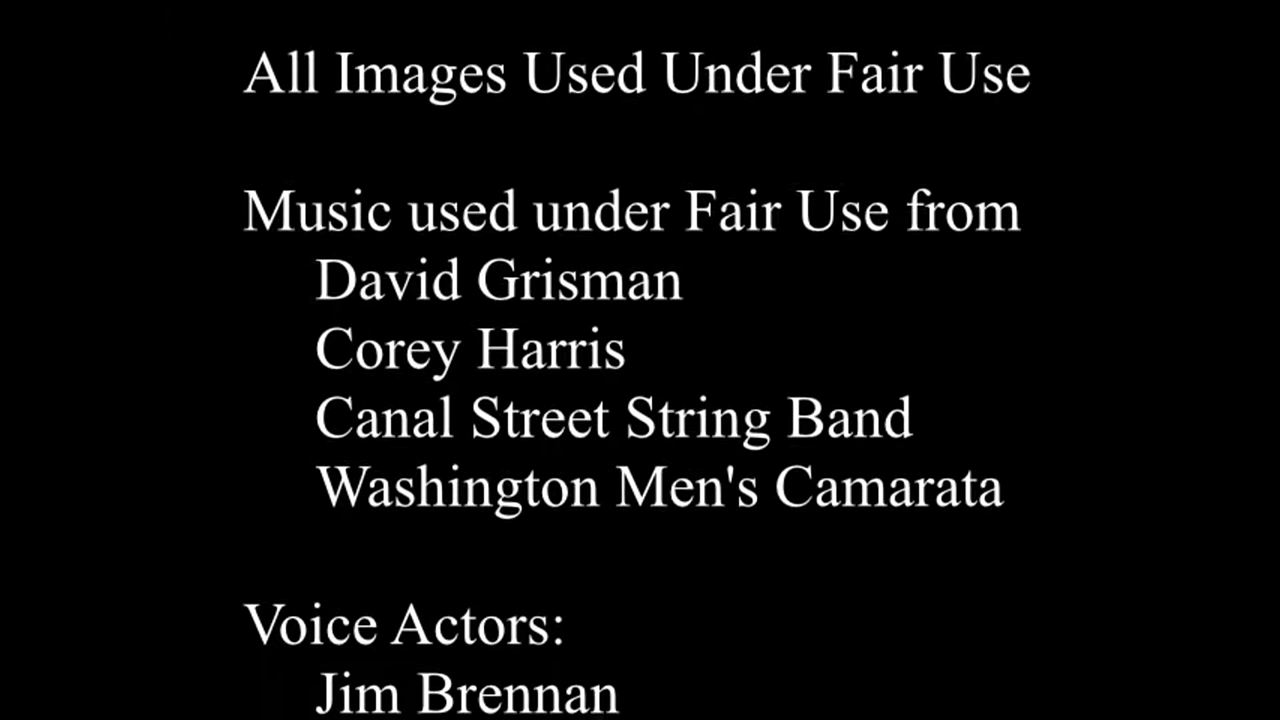 All Images Used Under Fair Use
Music used under Fair Use from
David Grisman
Corey Harris
Canal Street String Band
Washington Men's Camarata
Voice Actors:
Jim Brennan